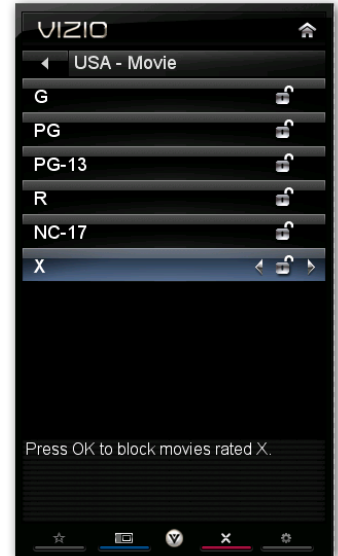 VIZIO
USA - Movie
G
PG
PG-13
R
NC-17
X
Press OK to block movies rated X.